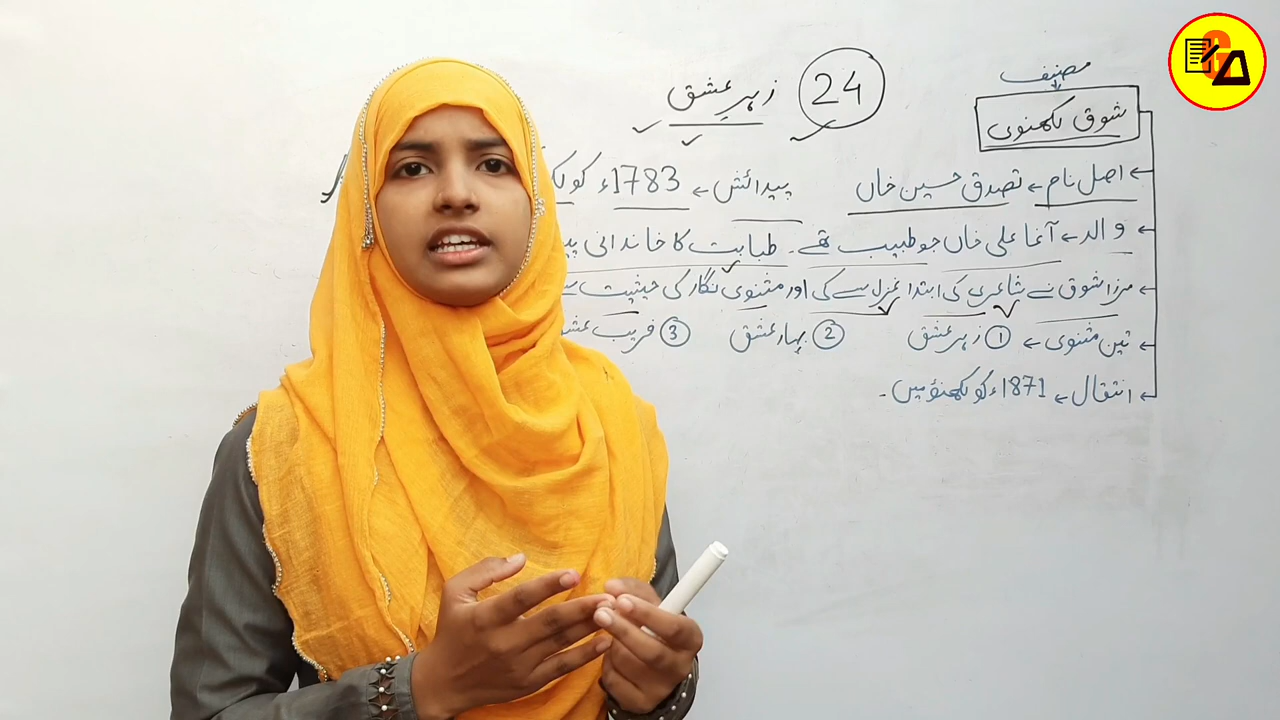 24 زہرِ عشق
مصنیف
شوق لکھنوی
اصل نام ← تصدق حسین خاں پیدائش ← 1783ء کو
والد ← آغا علی خاں جو طبیب تھے۔ طبابت کا خاندانی
مرزا شوق نے شاعری کی ابتدا غزل سے کی اور مثنوی نگار کی حیثیت
تین مثنوی ← ① زہرِ عشق ② بہارِ عشق ③ فریب
انتقال ← 1871ء کو لکھنؤ میں۔